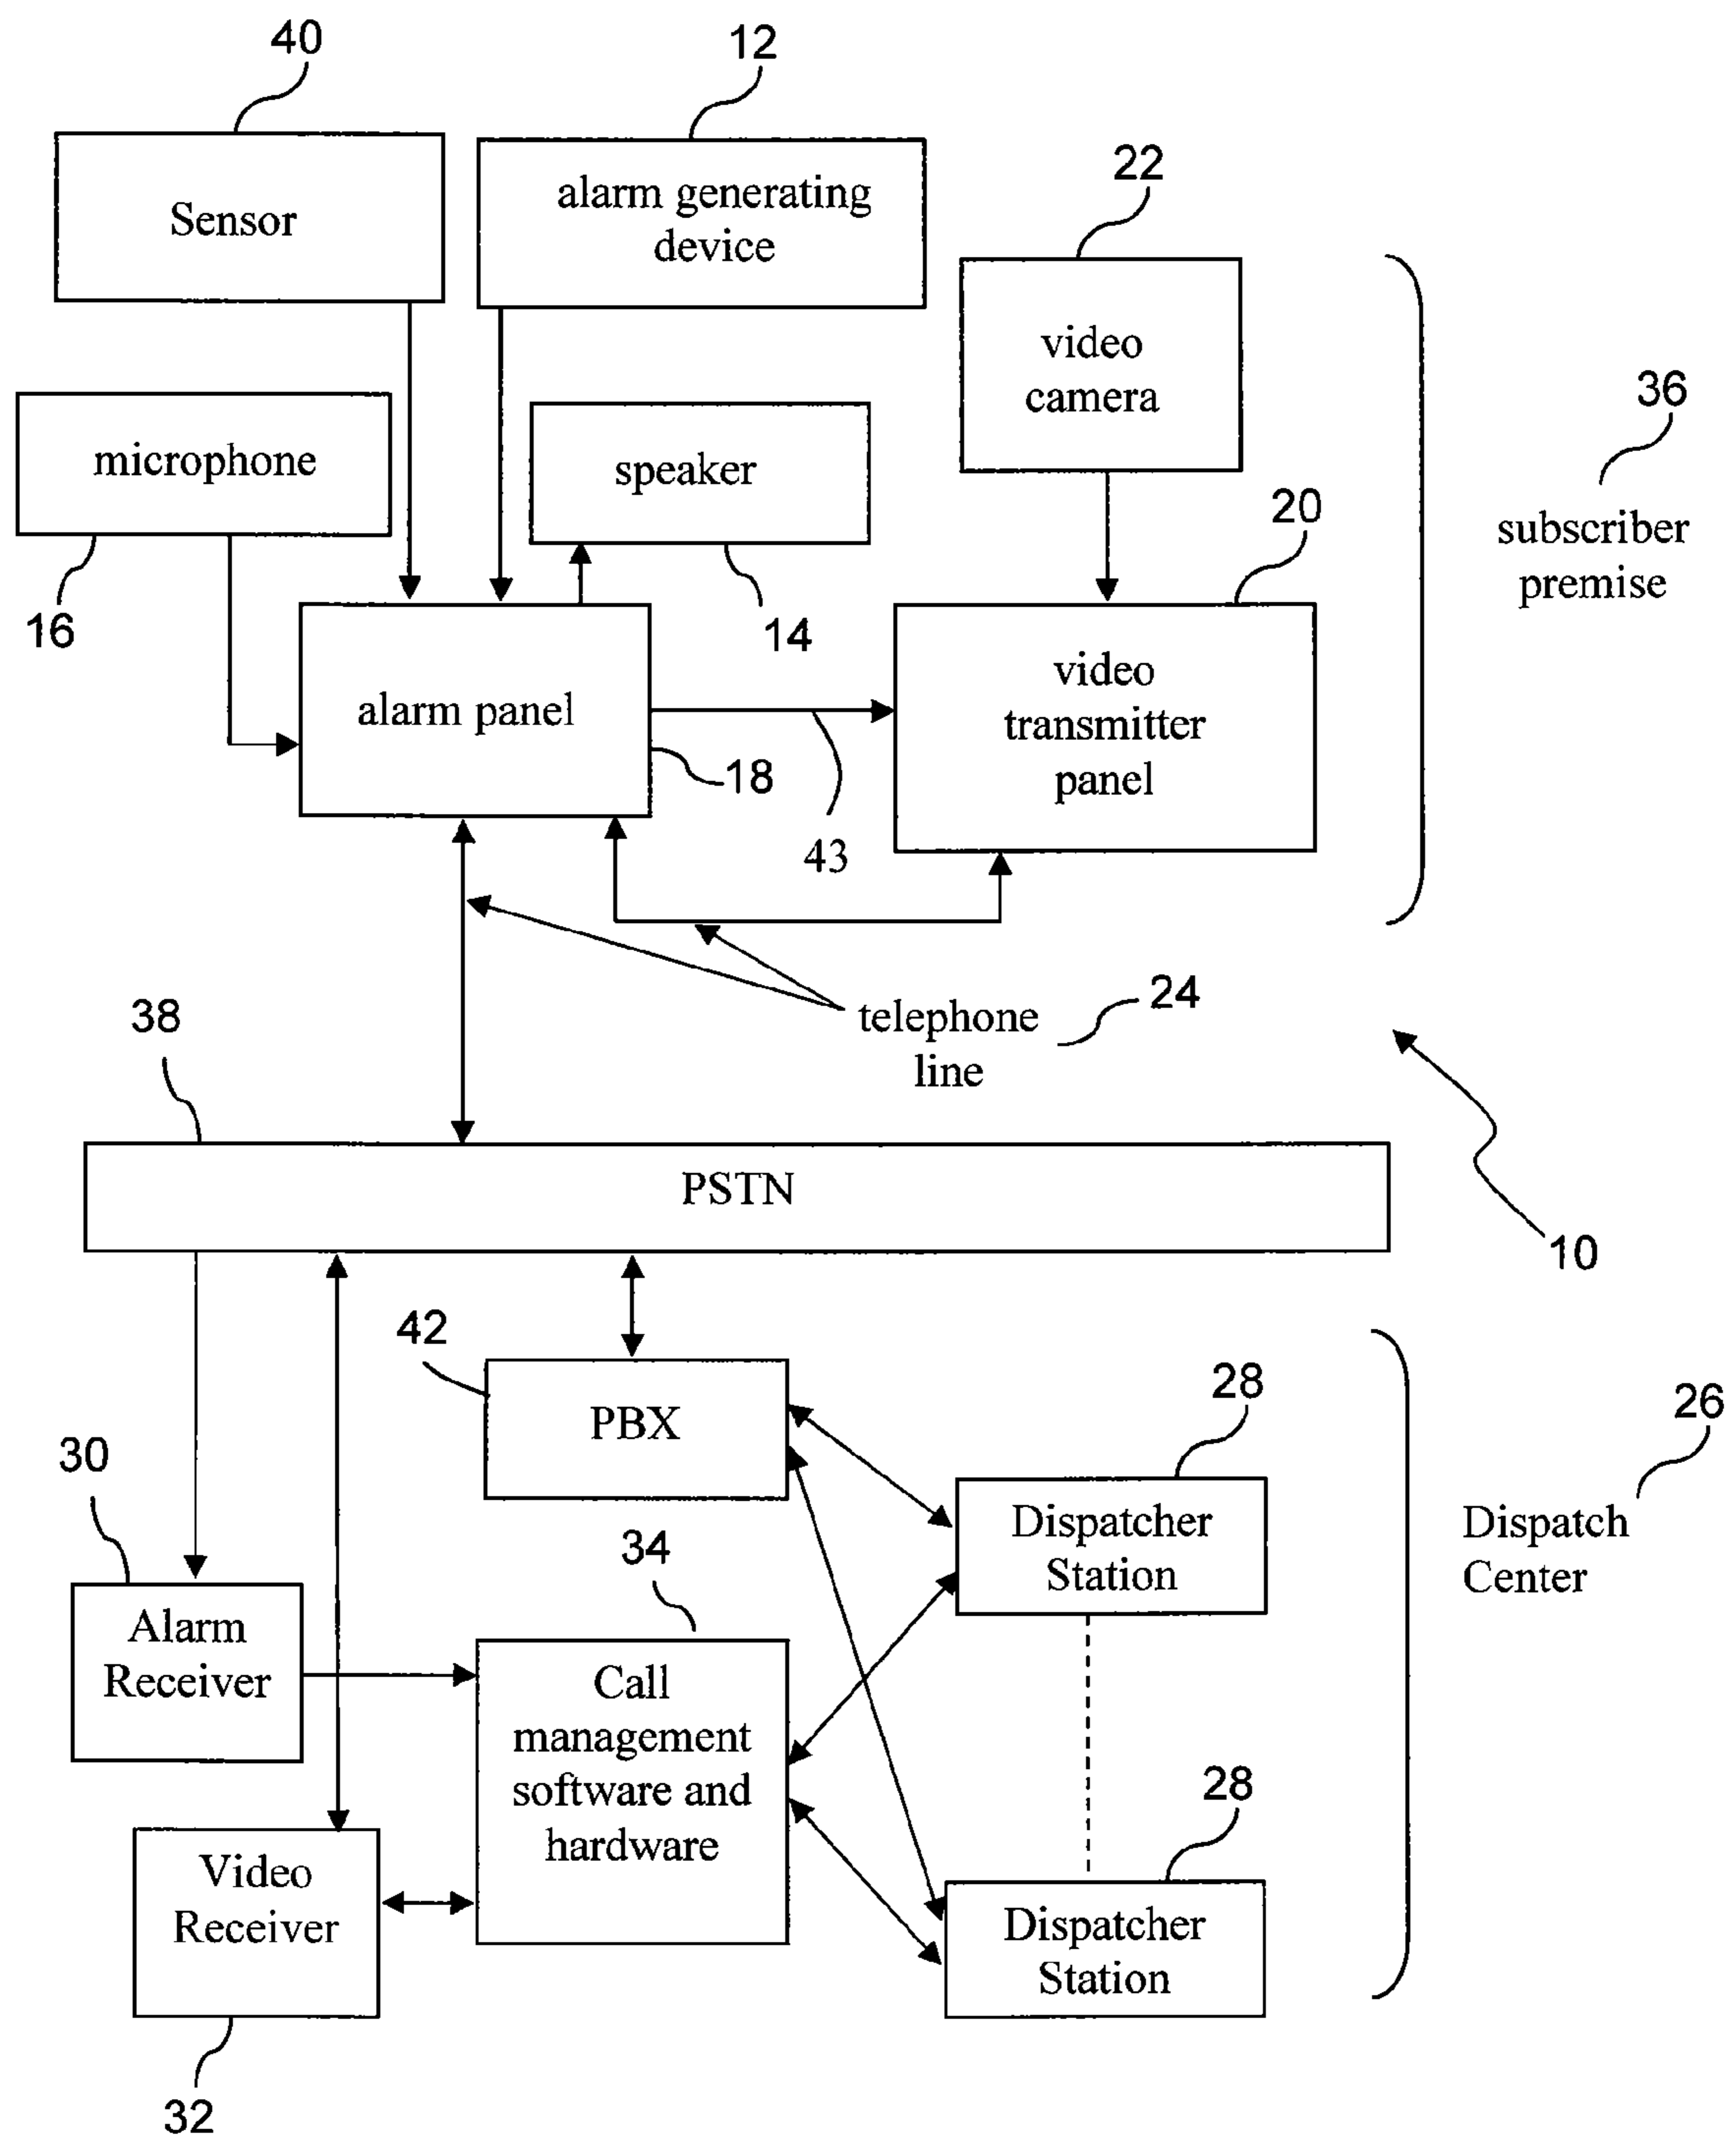 40
12
Sensor
alarm generating
device
22
video
camera
36
subscriber
premise
microphone
speaker
20
16
14
alarm panel
video
transmitter
panel
18
43
telephone
line
24
38
PSTN
10
42
PBX
28
26
Dispatcher
Station
Dispatch
Center
30
34
Alarm
Receiver
Call
management
software and
hardware
28
Video
Receiver
Dispatcher
Station
32